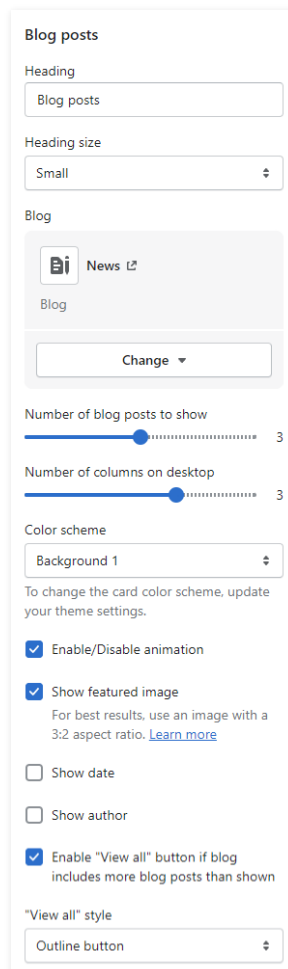 Blog posts
Heading
Blog posts
Heading size
Small
Blog
News
Blog
Change
Number of blog posts to show
3
Number of columns on desktop
3
Color scheme
Background 1
To change the card color scheme, update
your theme settings.
Enable/Disable animation
Show featured image
For best results, use an image with a
3:2 aspect ratio. Learn more
Show date
Show author
Enable "View all" button if blog
includes more blog posts than shown
"View all" style
Outline button